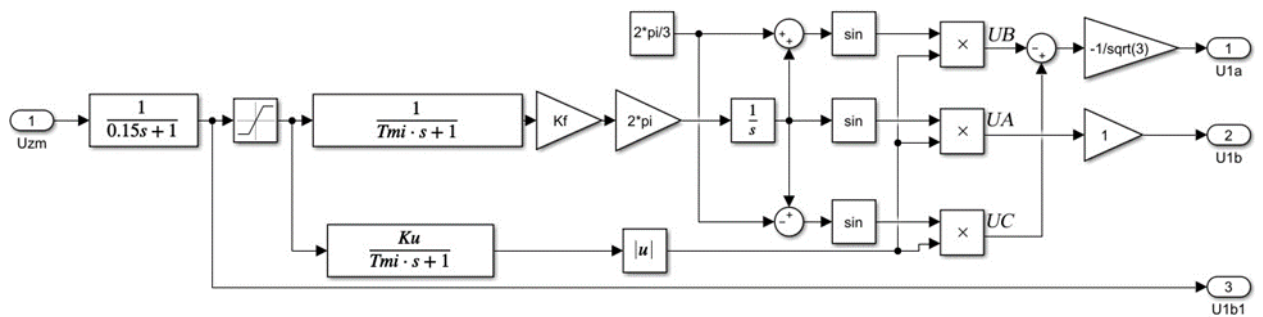 1
Uzm
1
0.15s + 1
1
Tmi · s + 1
Kf
2*pi
2*pi/3
1
s
+
+
sin
×
UB
−
+
-1/sqrt(3)
1
U1a
sin
×
UA
1
2
U1b
−
+
sin
×
UC
Ku
Tmi · s + 1
|u|
3
U1b1